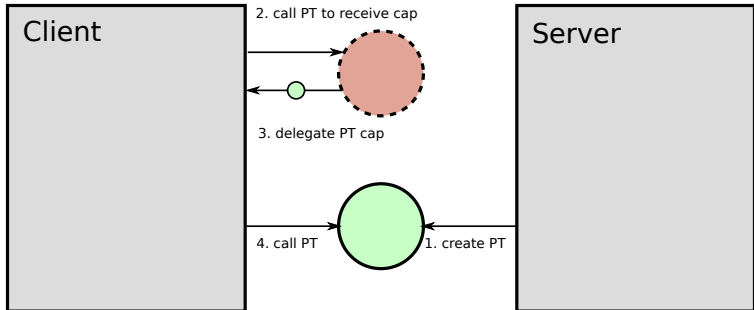 Client
2. call PT to receive cap
Server
3. delegate PT cap
4. call PT
1. create PT